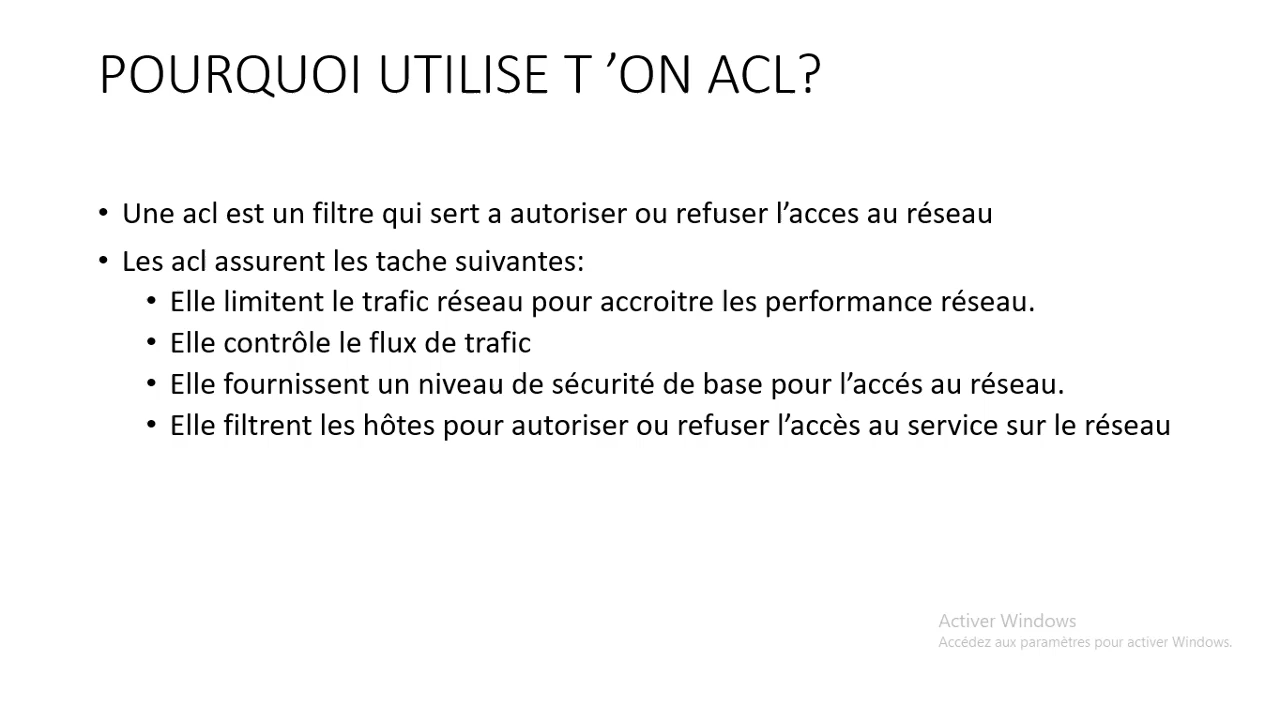 POURQUOI UTILISE T ’ON ACL?
• Une acl est un filtre qui sert a autoriser ou refuser l’acces au réseau
• Les acl assurent les tache suivantes:
• Elle limitent le trafic réseau pour accroitre les performance réseau.
• Elle contrôle le flux de trafic
• Elle fournissent un niveau de sécurité de base pour l’accés au réseau.
• Elle filtrent les hôtes pour autoriser ou refuser l’accès au service sur le réseau
Activer Windows
Accédez aux paramètres pour activer Windows.